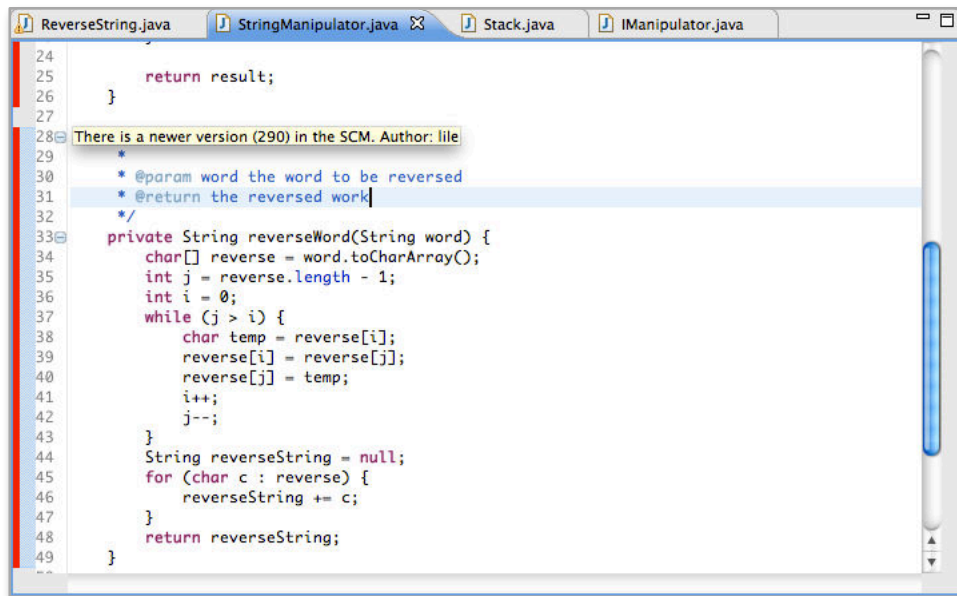 ReverseString.java StringManipulator.java Stack.java IManipulator.java
24
25 return result;
26 }
27
28 There is a newer version (290) in the SCM. Author: lile
29 *
30 * @param word the word to be reversed
31 * @return the reversed work
32 */
33 private String reverseWord(String word) {
34 char[] reverse = word.toCharArray();
35 int j = reverse.length - 1;
36 int i = 0;
37 while (j > i) {
38 char temp = reverse[i];
39 reverse[i] = reverse[j];
40 reverse[j] = temp;
41 i++;
42 j--;
43 }
44 String reverseString = null;
45 for (char c : reverse) {
46 reverseString += c;
47 }
48 return reverseString;
49 }